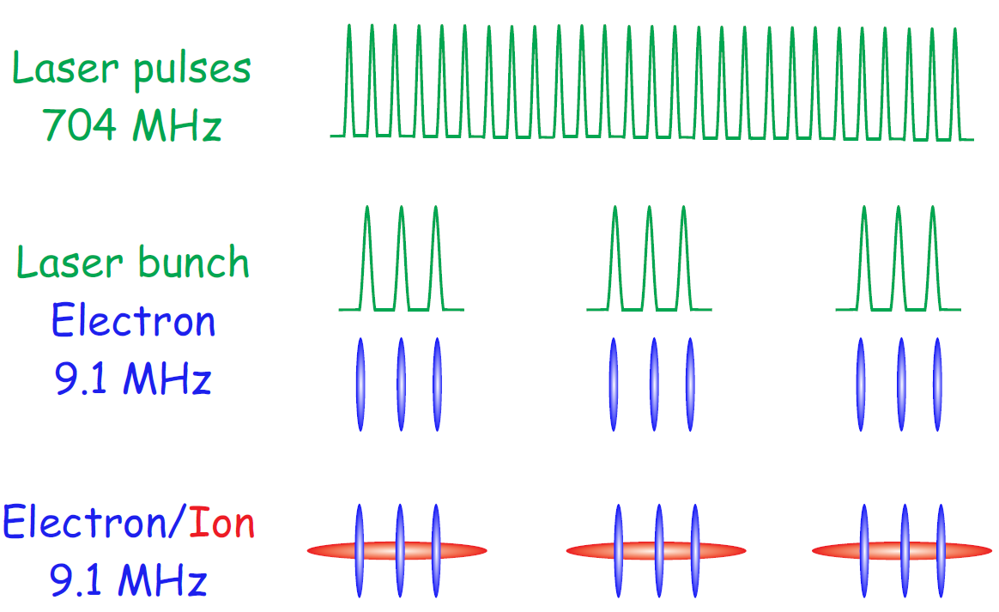 Laser pulses
704 MHz
Laser bunch
Electron
9.1 MHz
Electron/Ion
9.1 MHz